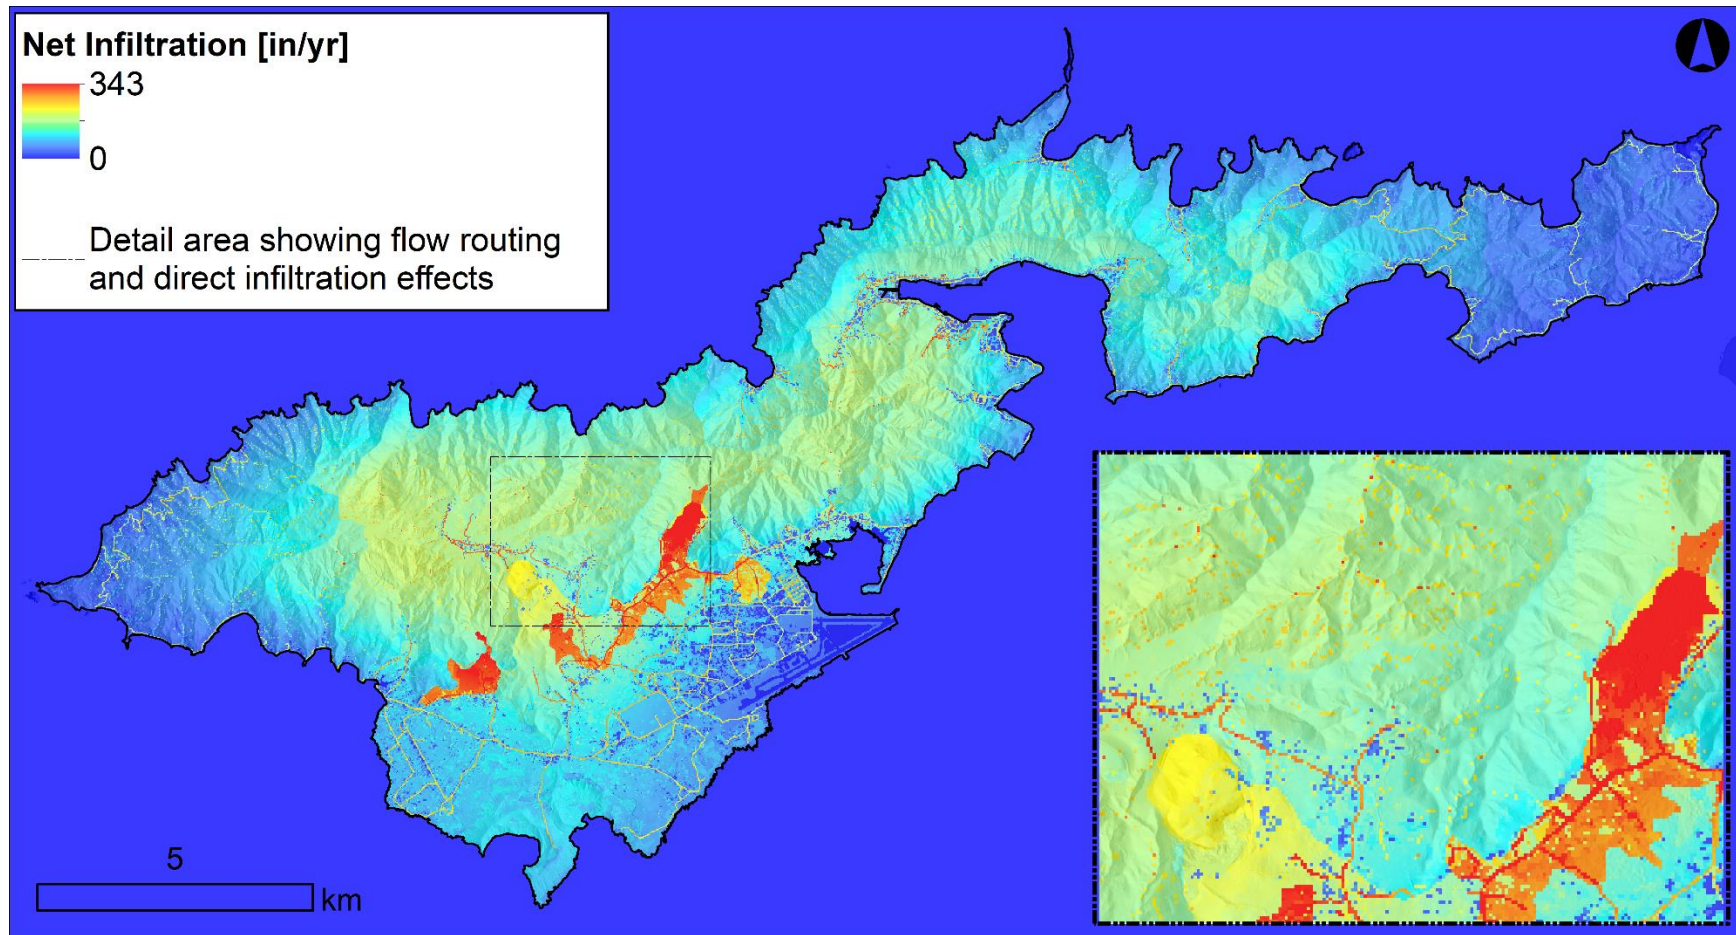 Net Infiltration [in/yr]
343
0
Detail area showing flow routing
and direct infiltration effects
5
km